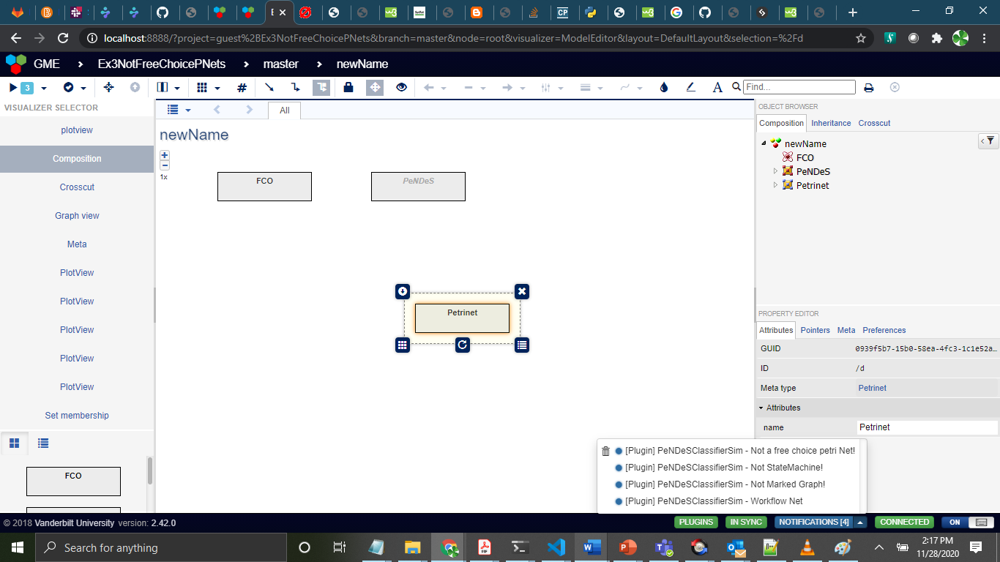 localhost:8888/?project=guest%2BEx3NotFreeChoicePNets&branch=master&node=root&visualizer=ModelEditor&layout=DefaultLayout&selection=%2Fd
GME > Ex3NotFreeChoicePNets > master > newName
3
Find...
VISUALIZER SELECTOR
plotview
Composition
Crosscut
Graph view
Meta
PlotView
PlotView
PlotView
PlotView
PlotView
Set membership
FCO
All
newName
1x
FCO
PeNDeS
Petrinet
OBJECT BROWSER
Composition Inheritance Crosscut
newName
FCO
PeNDeS
Petrinet
PROPERTY EDITOR
Attributes Pointers Meta Preferences
GUID 0939f5b7-15b0-58ea-4fc3-1c1e52a...
ID /d
Meta type Petrinet
Attributes
name Petrinet
[Plugin] PeNDeSClassifierSim - Not a free choice petri Net!
[Plugin] PeNDeSClassifierSim - Not StateMachine!
[Plugin] PeNDeSClassifierSim - Not Marked Graph!
[Plugin] PeNDeSClassifierSim - Workflow Net
© 2018 Vanderbilt University version: 2.42.0
PLUGINS IN SYNC NOTIFICATIONS [4] CONNECTED ON
Search for anything
2:17 PM
11/28/2020